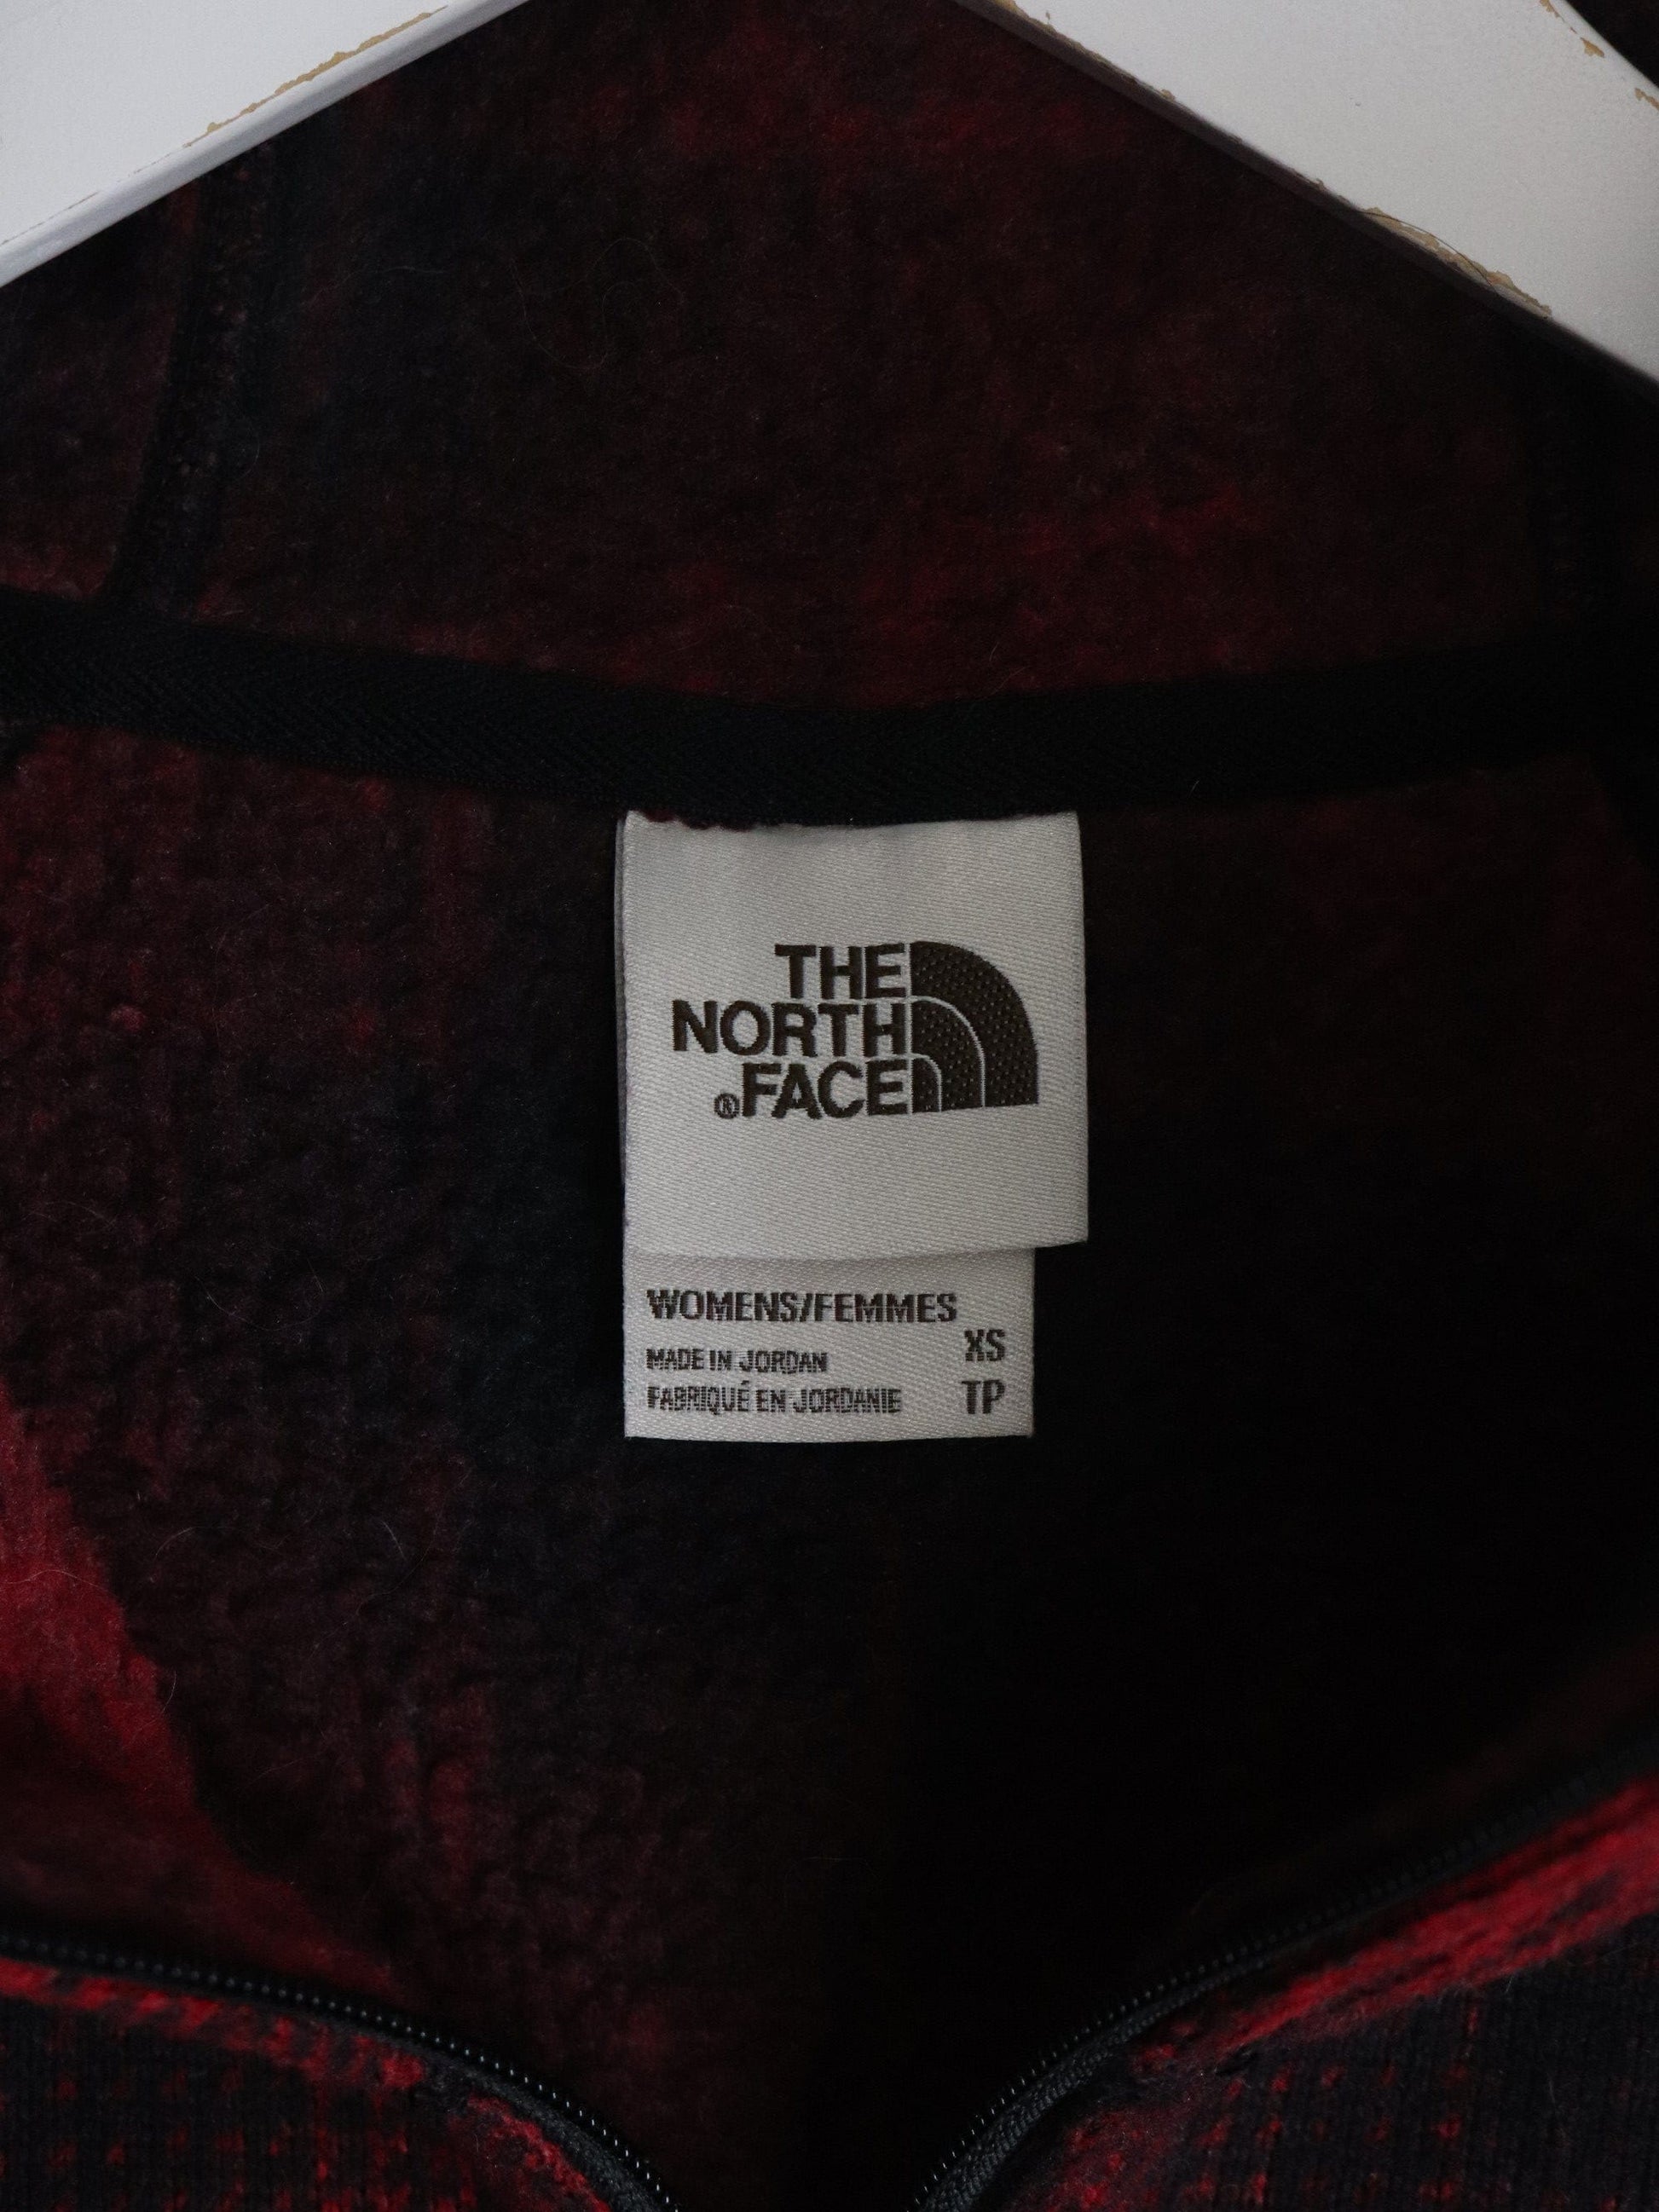 THE
NORTH
®FACE
WOMENS/FEMMES
XS
MADE IN JORDAN
FABRIQUÉ EN JORDANIE
TP